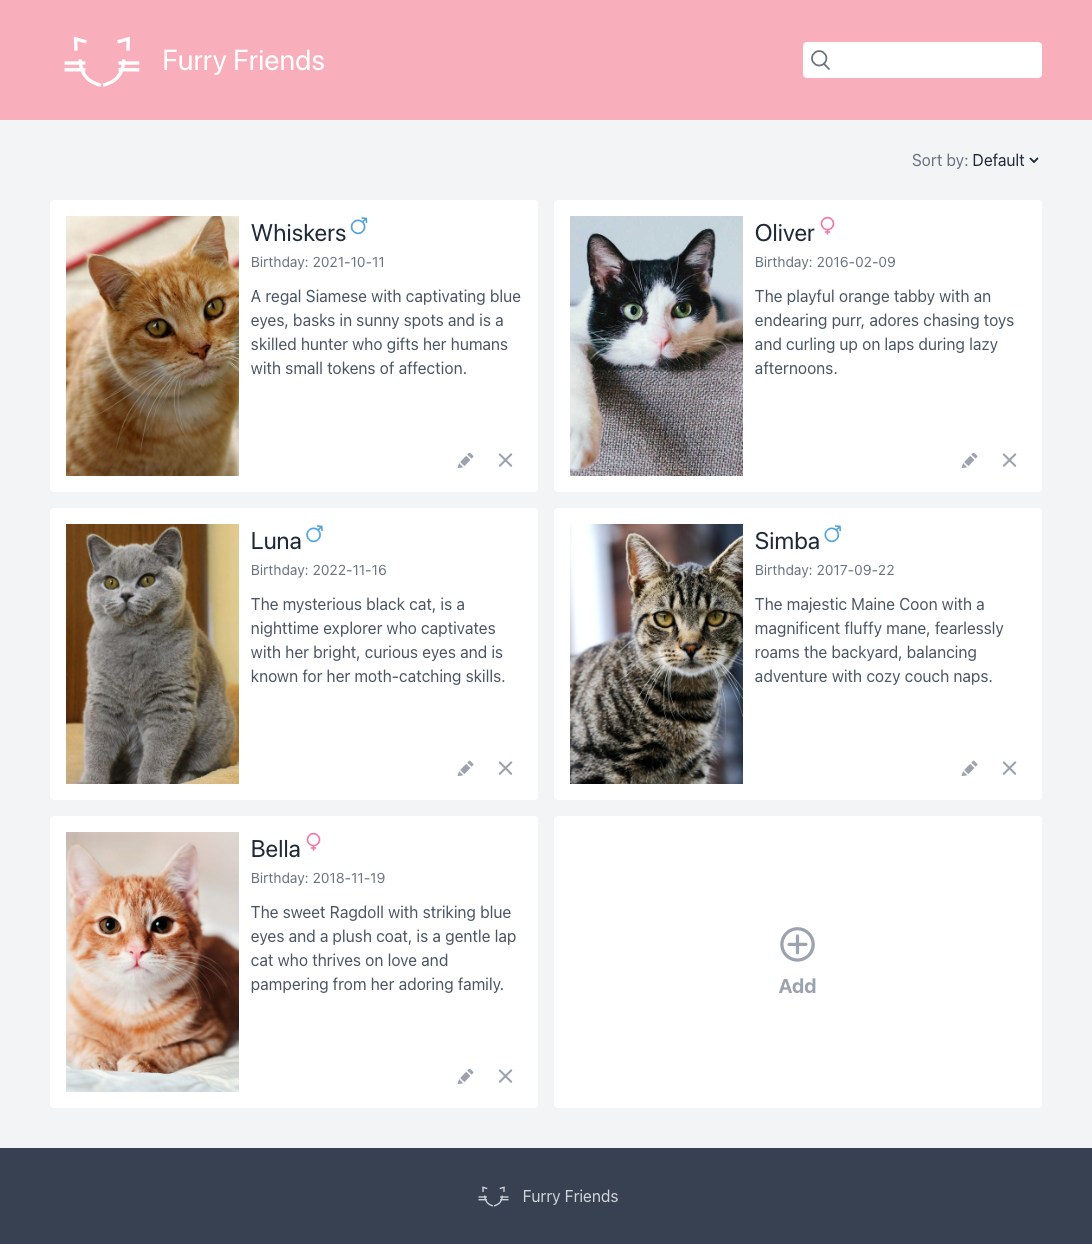 Furry Friends
Sort by: Default
Whiskers
Birthday: 2021-10-11
A regal Siamese with captivating blue
eyes, basks in sunny spots and is a
skilled hunter who gifts her humans
with small tokens of affection.
Oliver
Birthday: 2016-02-09
The playful orange tabby with an
endearing purr, adores chasing toys
and curling up on laps during lazy
afternoons.
Luna
Birthday: 2022-11-16
The mysterious black cat, is a
nighttime explorer who captivates
with her bright, curious eyes and is
known for her moth-catching skills.
Simba
Birthday: 2017-09-22
The majestic Maine Coon with a
magnificent fluffy mane, fearlessly
roams the backyard, balancing
adventure with cozy couch naps.
Bella
Birthday: 2018-11-19
The sweet Ragdoll with striking blue
eyes and a plush coat, is a gentle lap
cat who thrives on love and
pampering from her adoring family.
Add
Furry Friends